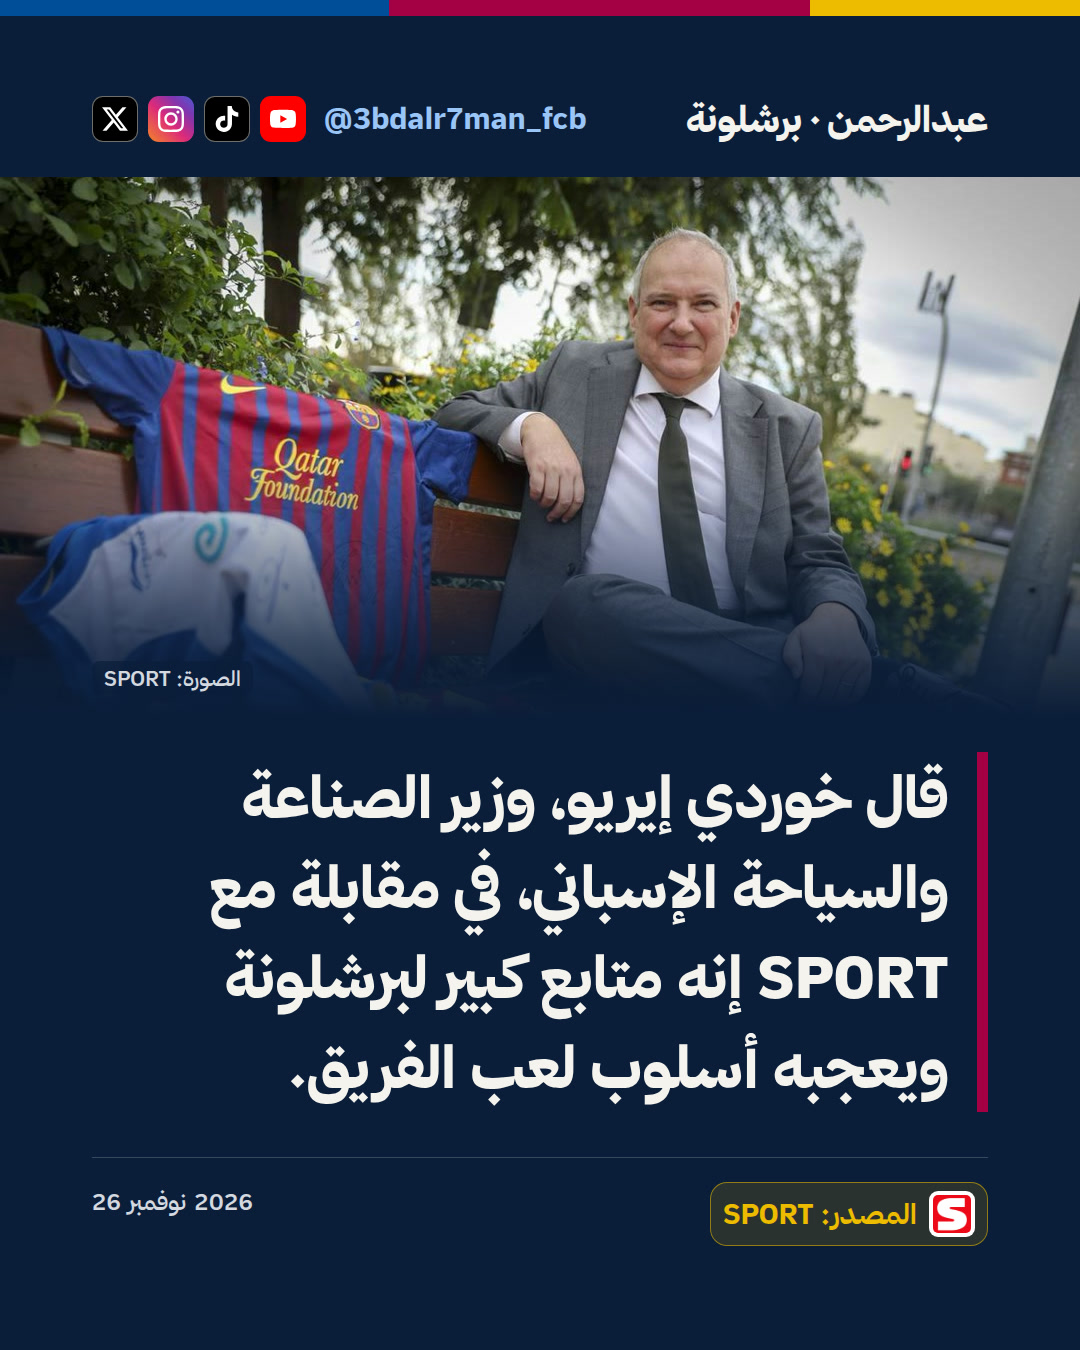 عبدالرحمن · برشلونة
@3bdalr7man_fcb
Qatar
Foundation
الصورة: SPORT
قال خوردي إيريو، وزير الصناعة
والسياحة الإسباني، في مقابلة مع
SPORT إنه متابع كبير لبرشلونة
ويعجبه أسلوب لعب الفريق.
المصدر: SPORT
26 نوفمبر 2026